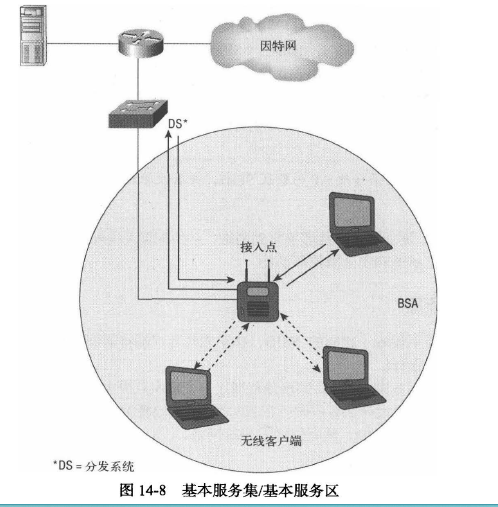 因特网
DS*
接入点
BSA
无线客户端
*DS = 分发系统
图 14-8 基本服务集/基本服务区